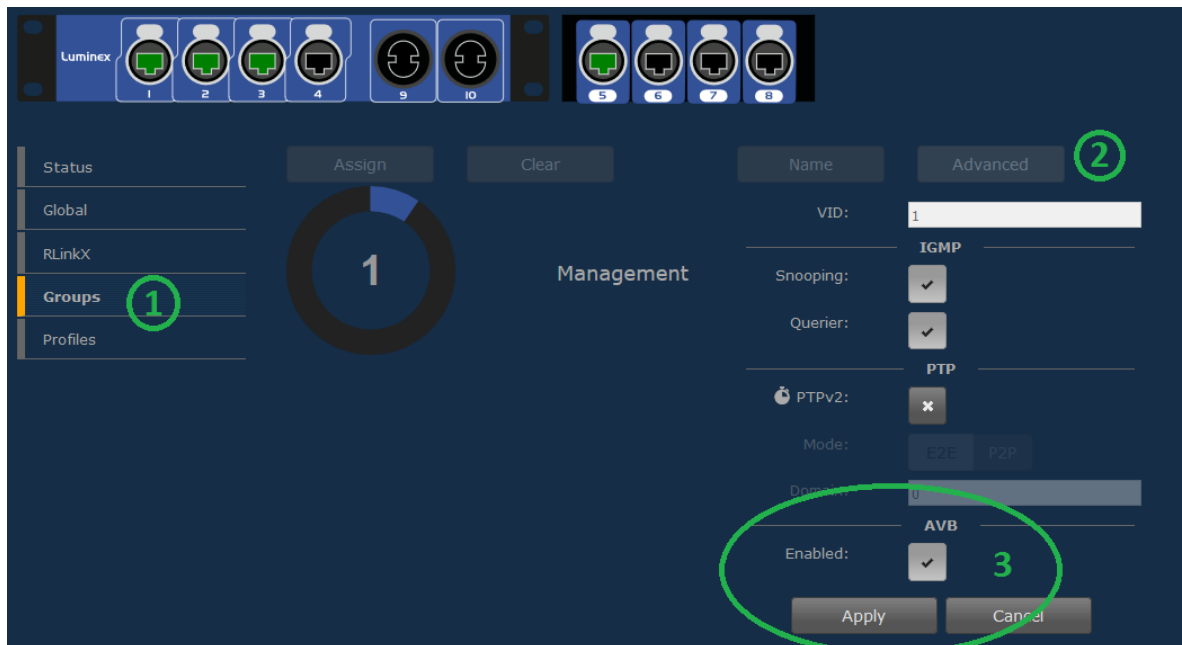 Luminex
1 2 3 4 9 10 5 6 7 8
Status
Assign
Clear
Name
Advanced
2
Global
VID:
1
RLinkX
1
Management
IGMP
Snooping:
Groups
1
Querier:
Profiles
PTP
PTPv2:
Mode:
E2E P2P
Domain:
0
AVB
Enabled:
3
Apply
Cancel